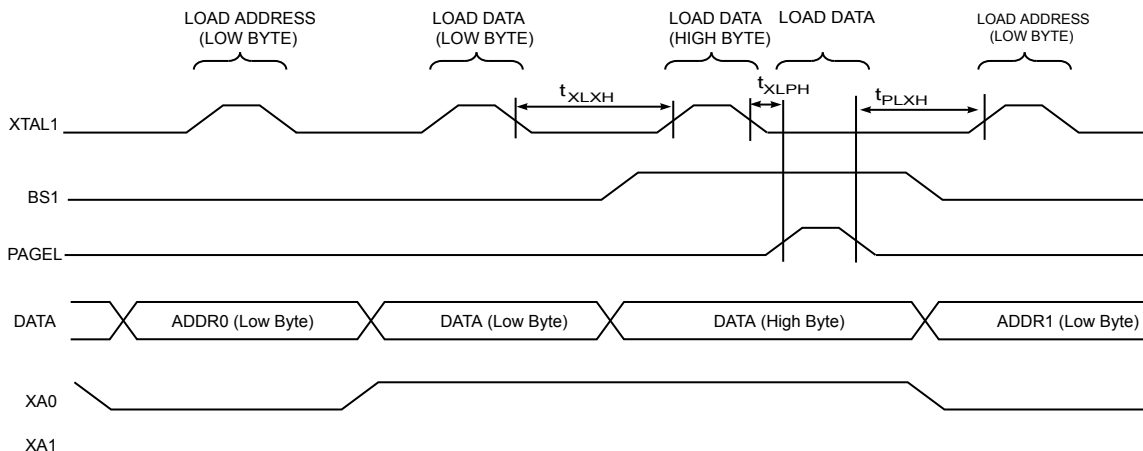 LOAD ADDRESS
(LOW BYTE)
LOAD DATA
(LOW BYTE)
LOAD DATA
(HIGH BYTE)
LOAD DATA
LOAD ADDRESS
(LOW BYTE)
tXLXH
tXLPH
tPLXH
XTAL1
BS1
PAGEL
DATA
ADDR0 (Low Byte)
DATA (Low Byte)
DATA (High Byte)
ADDR1 (Low Byte)
XA0
XA1